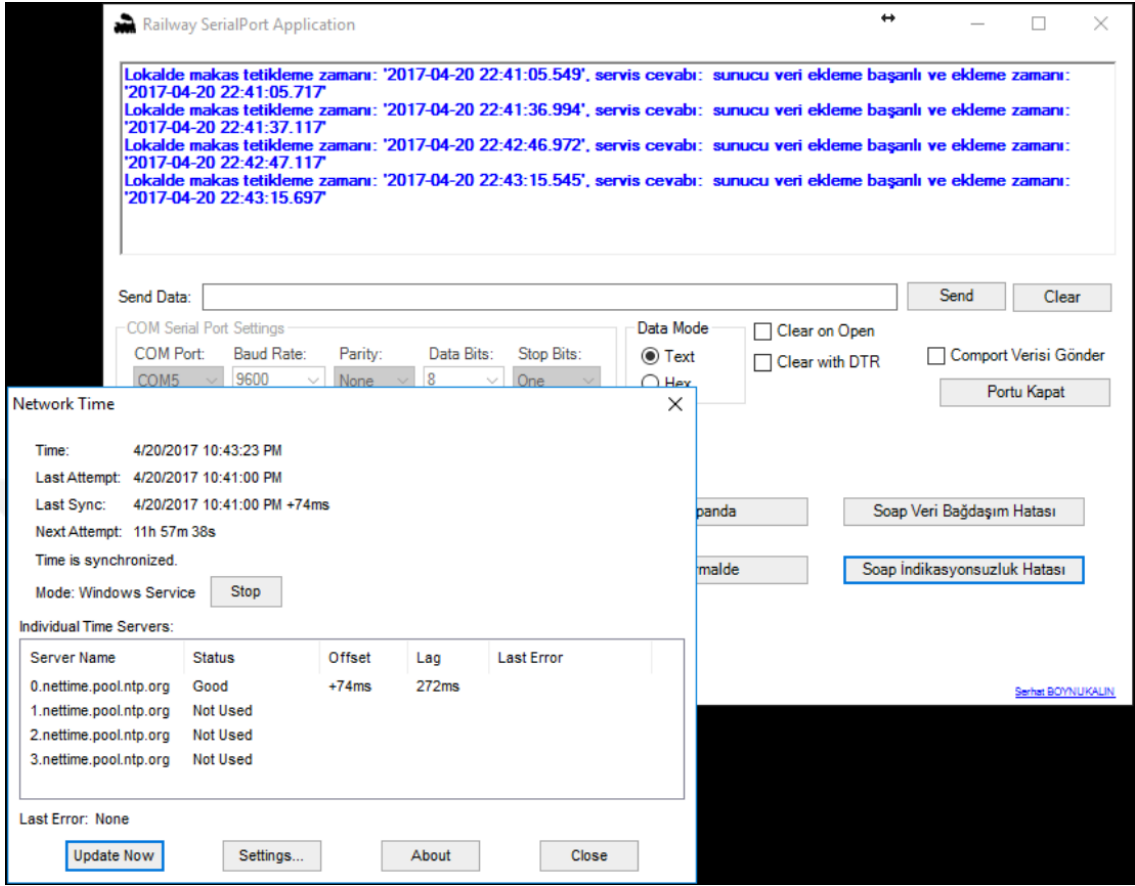 Railway SerialPort Application
Lokalde makas tetikleme zamanı: '2017-04-20 22:41:05.549', servis cevabı: sunucu veri ekleme başarılı ve ekleme zamanı:
'2017-04-20 22:41:05.717'
Lokalde makas tetikleme zamanı: '2017-04-20 22:41:36.994', servis cevabı: sunucu veri ekleme başarılı ve ekleme zamanı:
'2017-04-20 22:41:37.117'
Lokalde makas tetikleme zamanı: '2017-04-20 22:42:46.972', servis cevabı: sunucu veri ekleme başarılı ve ekleme zamanı:
'2017-04-20 22:42:47.117'
Lokalde makas tetikleme zamanı: '2017-04-20 22:43:15.545', servis cevabı: sunucu veri ekleme başarılı ve ekleme zamanı:
'2017-04-20 22:43:15.697'
Send Data: Send Clear
COM Serial Port Settings Data Mode Clear on Open
COM Port: Baud Rate: Parity: Data Bits: Stop Bits: Text Clear with DTR Comport Verisi Gönder
COM5 9600 None 8 One Hex
Portu Kapat
Network Time
Time: 4/20/2017 10:43:23 PM
Last Attempt: 4/20/2017 10:41:00 PM
Last Sync: 4/20/2017 10:41:00 PM +74ms
panda Soap Veri Bağdaşım Hatası
Next Attempt: 11h 57m 38s
Time is synchronized.
rmalde Soap İndikasyonsuzluk Hatası
Mode: Windows Service Stop
Individual Time Servers:
Server Name Status Offset Lag Last Error
0.nettime.pool.ntp.org Good +74ms 272ms
Serhat BOYNUKALIN
1.nettime.pool.ntp.org Not Used
2.nettime.pool.ntp.org Not Used
3.nettime.pool.ntp.org Not Used
Last Error: None
Update Now Settings... About Close